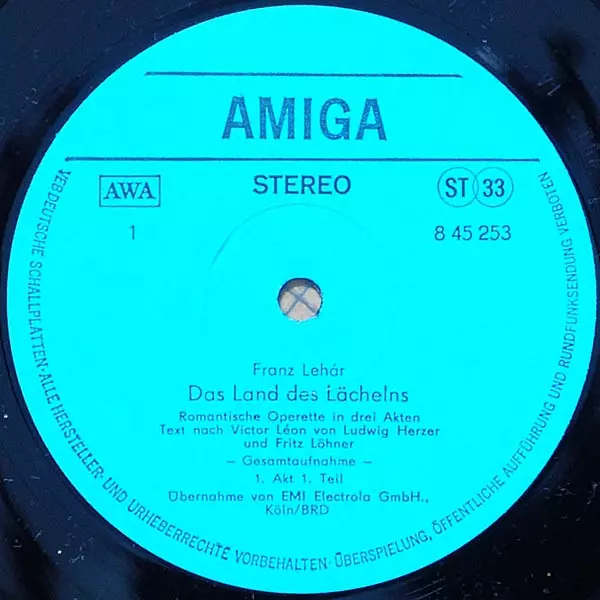 AMIGA
AWA
STEREO
ST 33
1
8 45 253
Franz Lehár
Das Land des Lächelns
Romantische Operette in drei Akten
Text nach Victor Léon von Ludwig Herzer
und Fritz Löhner
– Gesamtaufnahme –
1. Akt 1. Teil
Übernahme von EMI Electrola GmbH.,
Köln/BRD
VEB DEUTSCHE SCHALLPLATTEN · ALLE HERSTELLER- UND URHEBERRECHTE VORBEHALTEN · ÜBERSPIELUNG, ÖFFENTLICHE AUFFÜHRUNG UND RUNDFUNKSENDUNG VERBOTEN